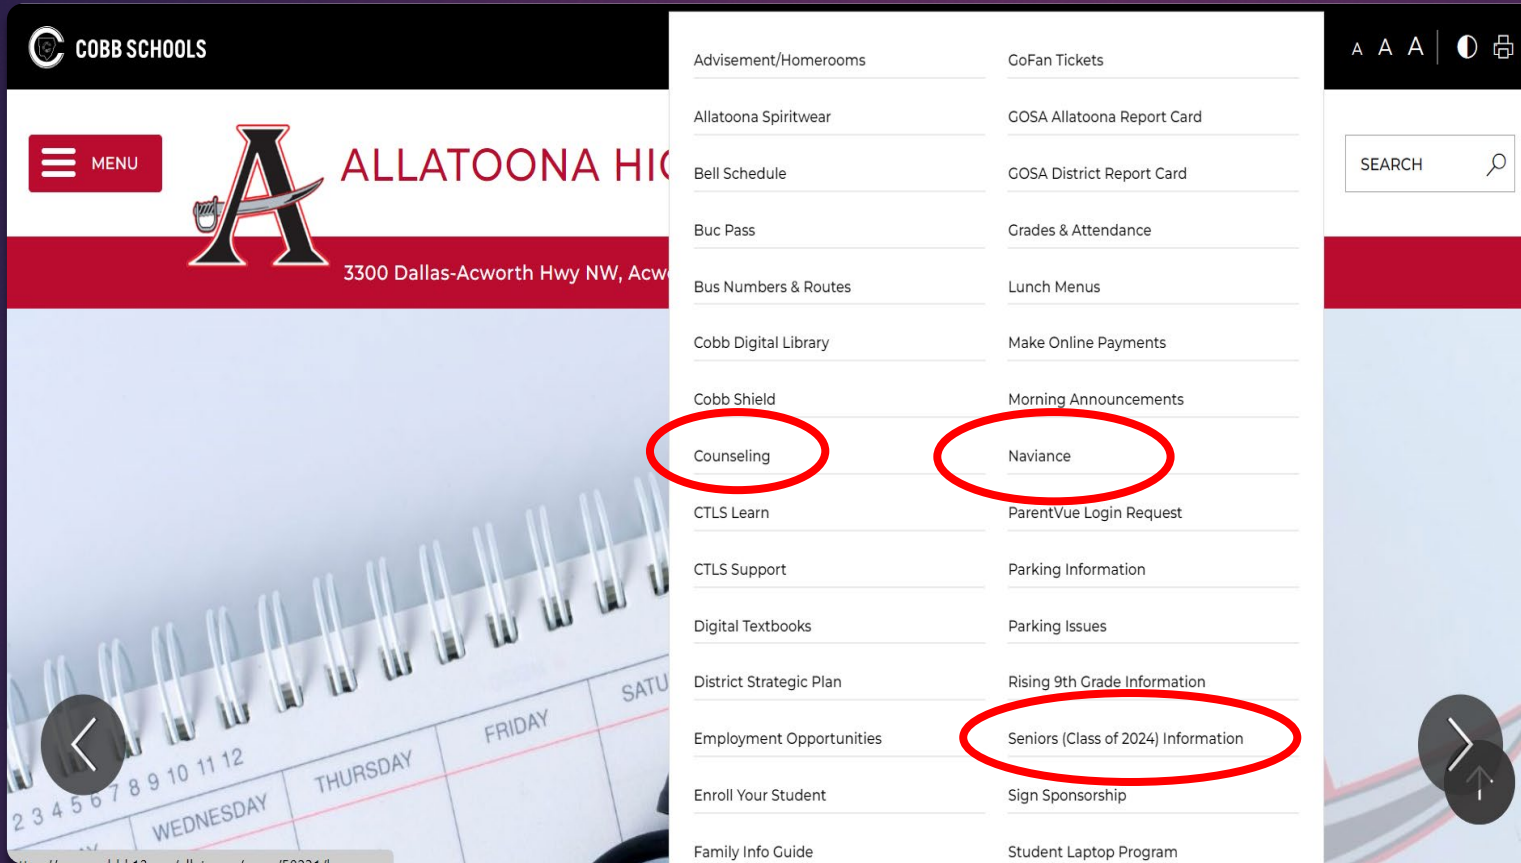 COBB SCHOOLS
A A A
MENU
ALLATOONA
SEARCH
3300 Dallas-Acworth Hwy NW,
Advisement/Homerooms
Allatoona Spiritwear
Bell Schedule
Buc Pass
Bus Numbers & Routes
Cobb Digital Library
Cobb Shield
Counseling
CTLS Learn
CTLS Support
Digital Textbooks
District Strategic Plan
Employment Opportunities
Enroll Your Student
Family Info Guide
GoFan Tickets
GOSA Allatoona Report Card
GOSA District Report Card
Grades & Attendance
Lunch Menus
Make Online Payments
Morning Announcements
Naviance
ParentVue Login Request
Parking Information
Parking Issues
Rising 9th Grade Information
Seniors (Class of 2024) Information
Sign Sponsorship
Student Laptop Program
2 3 4 5 6 7 8 9 10 11 12
WEDNESDAY
THURSDAY
FRIDAY
SATU